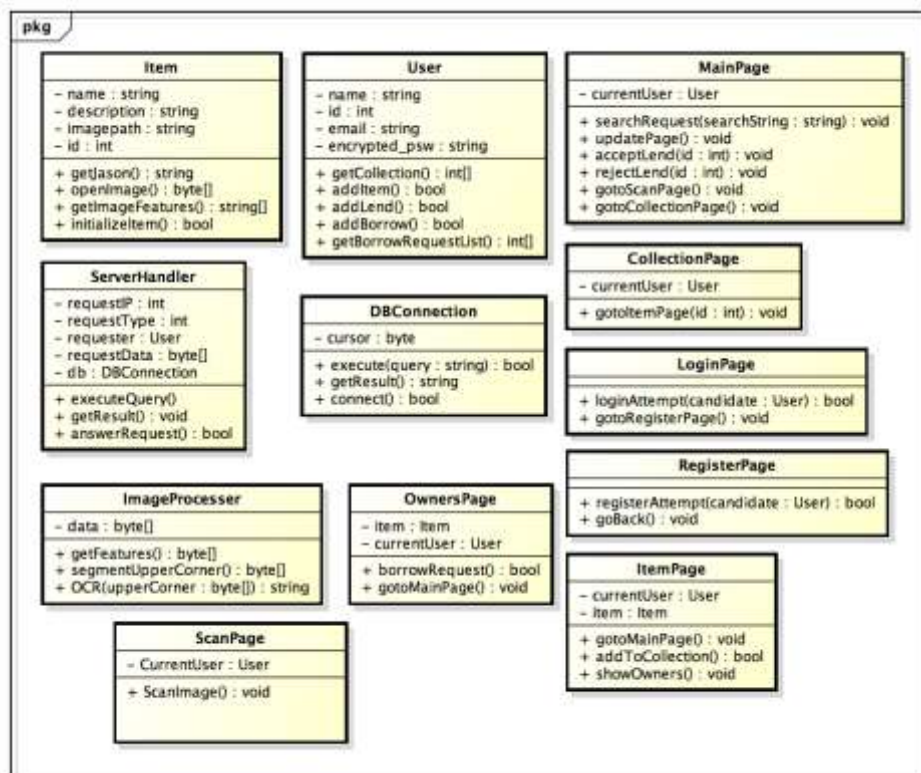 pkg
Item
- name : string
- description : string
- imagepath : string
- id : int
+ getJason() : string
+ openImage() : byte[]
+ getImageFeatures() : string[]
+ initializeItem() : bool
User
- name : string
- id : int
- email : string
- encrypted_psw : string
+ getCollection() : int[]
+ addItem() : bool
+ addLend() : bool
+ addBorrow() : bool
+ getBorrowRequestList() : int[]
MainPage
- currentUser : User
+ searchRequest(searchString : string) : void
+ updatePage() : void
+ acceptLend(id : int) : void
+ rejectLend(id : int) : void
+ gotoScanPage() : void
+ gotoCollectionPage() : void
ServerHandler
- requestIP : int
- requestType : int
- requester : User
- requestData : byte[]
- db : DBConnection
+ executeQuery()
+ getResult() : void
+ answerRequest() : bool
DBConnection
- cursor : byte
+ execute(query : string) : bool
+ getResult() : string
+ connect() : bool
CollectionPage
- currentUser : User
+ gotoItemPage(id : int) : void
LoginPage
+ loginAttempt(candidate : User) : bool
+ gotoRegisterPage() : void
RegisterPage
+ registerAttempt(candidate : User) : bool
+ goBack() : void
ImageProcesser
- data : byte[]
+ getFeatures() : byte[]
+ segmentUpperCorner() : byte[]
+ OCR(upperCorner : byte[]) : string
OwnersPage
- item : Item
- currentUser : User
+ borrowRequest() : bool
+ gotoMainPage() : void
ItemPage
- currentUser : User
- item : Item
+ gotoMainPage() : void
+ addToCollection() : bool
+ showOwners() : void
ScanPage
- CurrentUser : User
+ ScanImage() : void